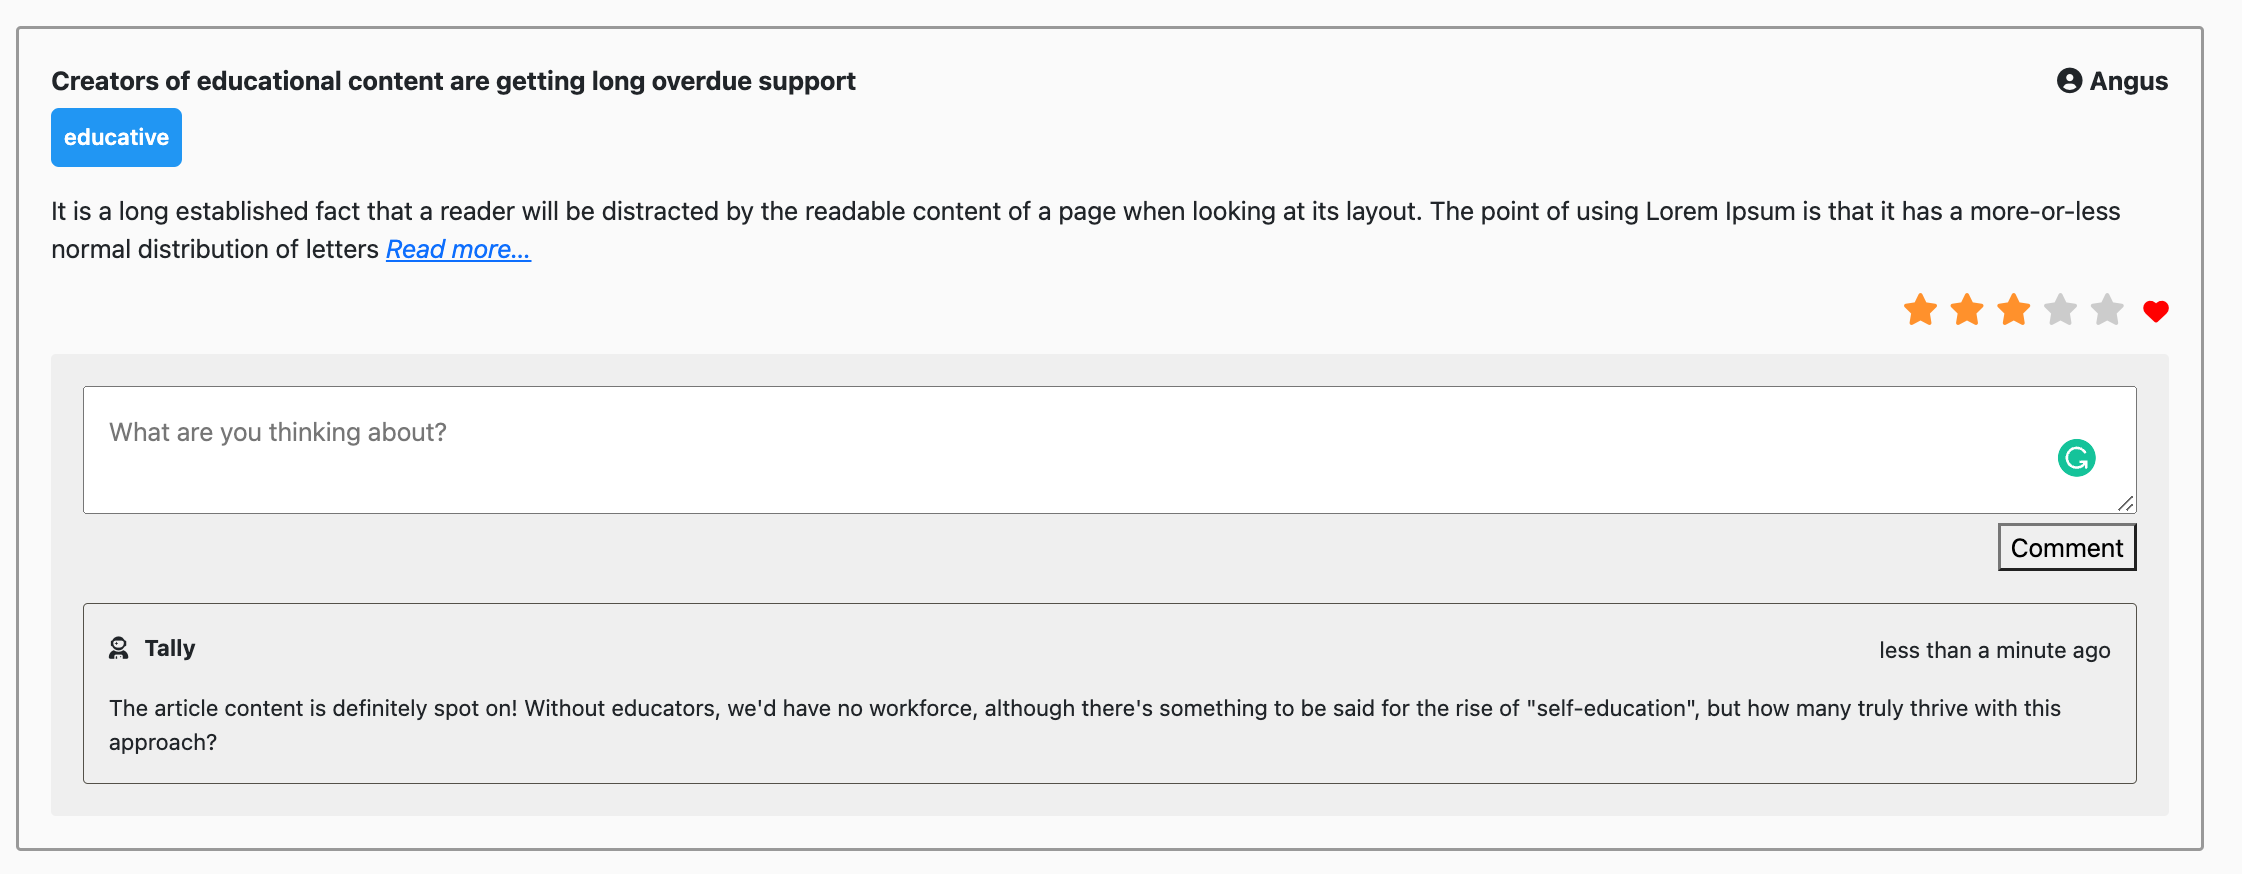 Creators of educational content are getting long overdue support
Angus
educative
It is a long established fact that a reader will be distracted by the readable content of a page when looking at its layout. The point of using Lorem Ipsum is that it has a more-or-less
normal distribution of letters Read more...
What are you thinking about?
Comment
Tally
less than a minute ago
The article content is definitely spot on! Without educators, we'd have no workforce, although there's something to be said for the rise of "self-education", but how many truly thrive with this
approach?